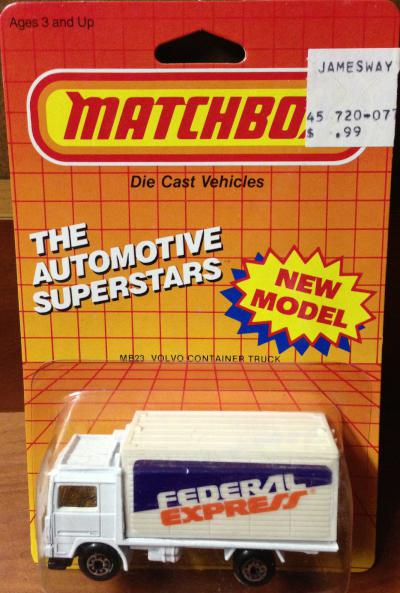 Ages 3 and Up
JAMESWAY
45 720-077
$ .99
MATCHBOX
Die Cast Vehicles
THE
AUTOMOTIVE
SUPERSTARS
NEW
MODEL
MB23 VOLVO CONTAINER TRUCK
FEDERAL
EXPRESS